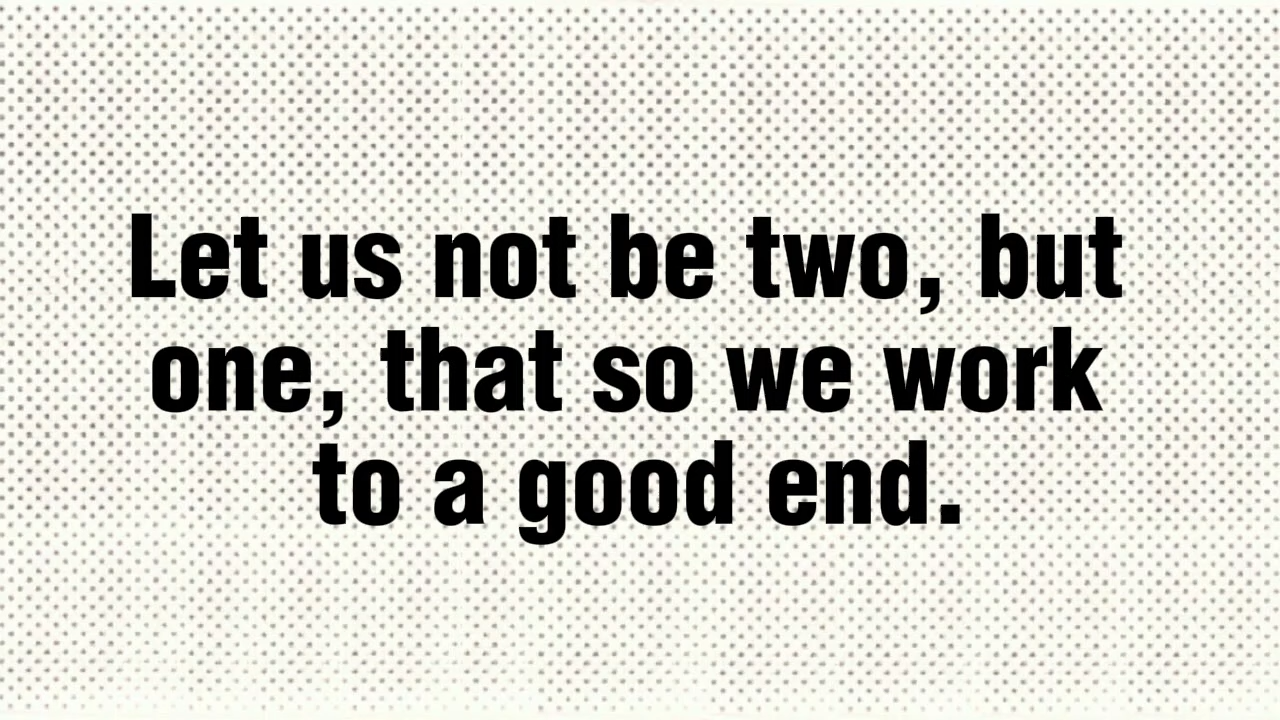 Let us not be two, but
one, that so we work
to a good end.